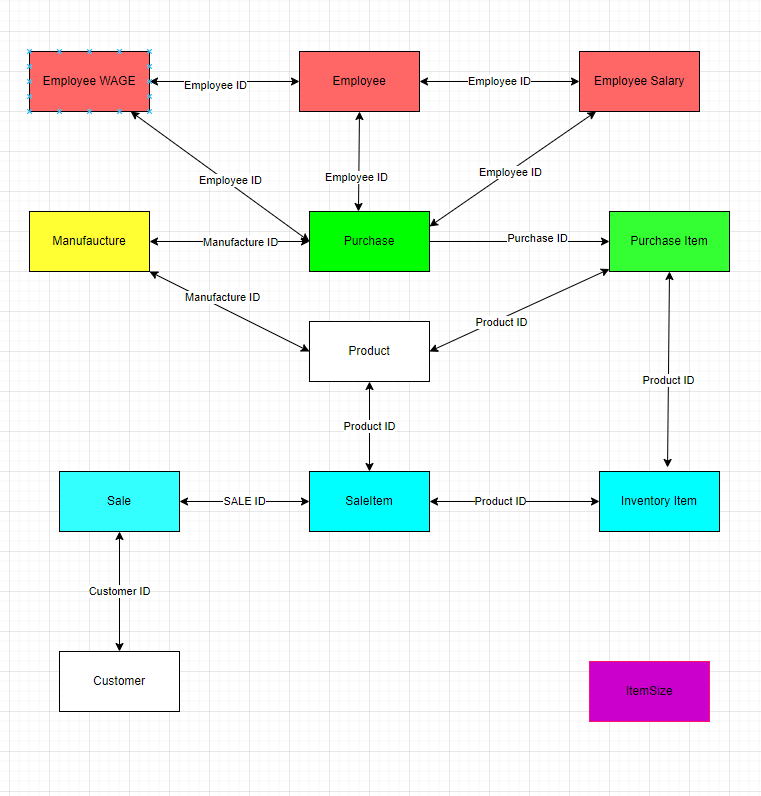 Employee WAGE
Employee ID
Employee
Employee ID
Employee Salary
Employee ID
Employee ID
Employee ID
Manufaucture
Manufacture ID
Purchase
Purchase ID
Purchase Item
Manufacture ID
Product ID
Product
Product ID
Product ID
Sale
SALE ID
SaleItem
Product ID
Inventory Item
Customer ID
Customer
ItemSize